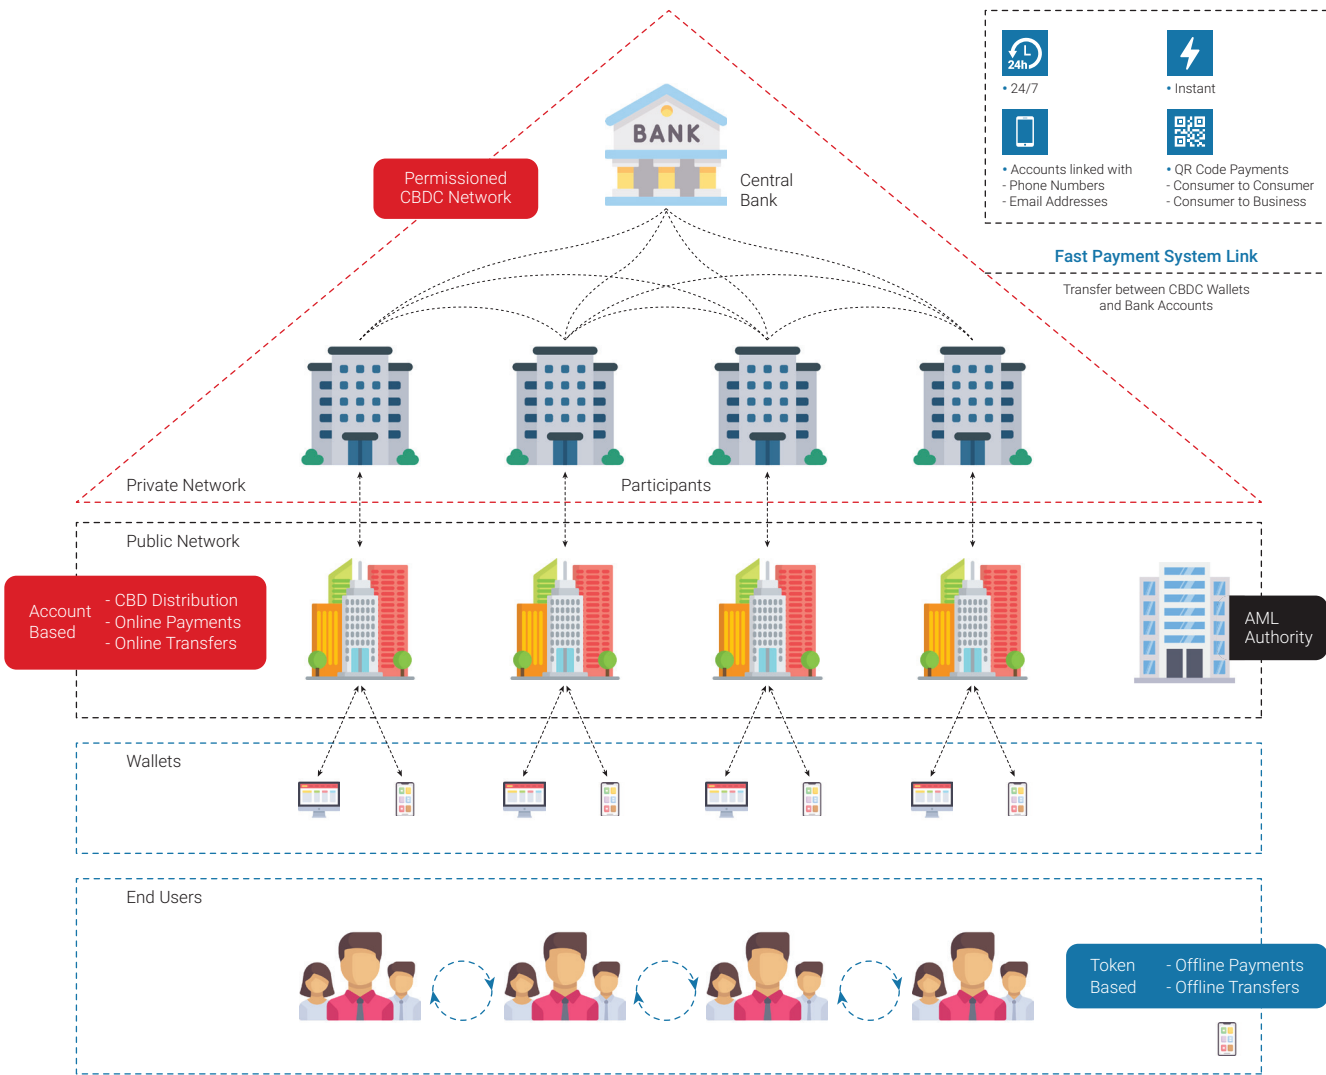 BANK
Permissioned
CBDC Network
Central
Bank
24h
• 24/7
• Instant
• Accounts linked with
- Phone Numbers
- Email Addresses
• QR Code Payments
- Consumer to Consumer
- Consumer to Business
Fast Payment System Link
Transfer between CBDC Wallets
and Bank Accounts
Private Network
Participants
Public Network
Account
Based
- CBD Distribution
- Online Payments
- Online Transfers
AML
Authority
Wallets
End Users
Token
Based
- Offline Payments
- Offline Transfers